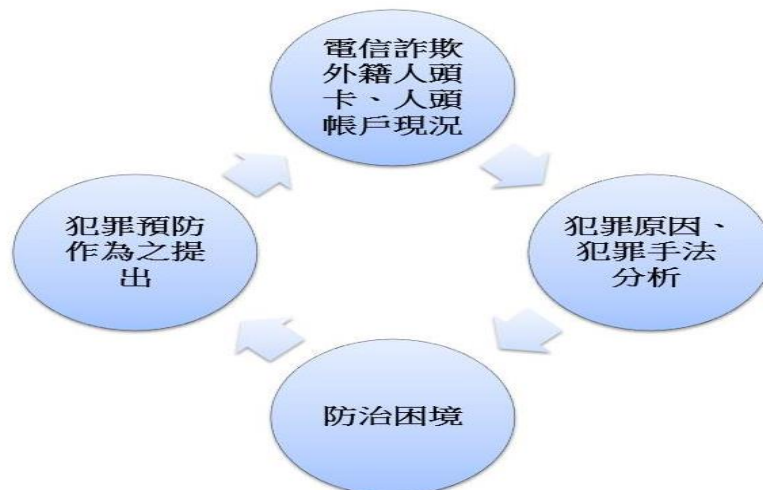 電信詐欺
外籍人頭
卡、人頭
帳戶現況
犯罪原因、
犯罪手法
分析
防治困境
犯罪預防
作為之提
出